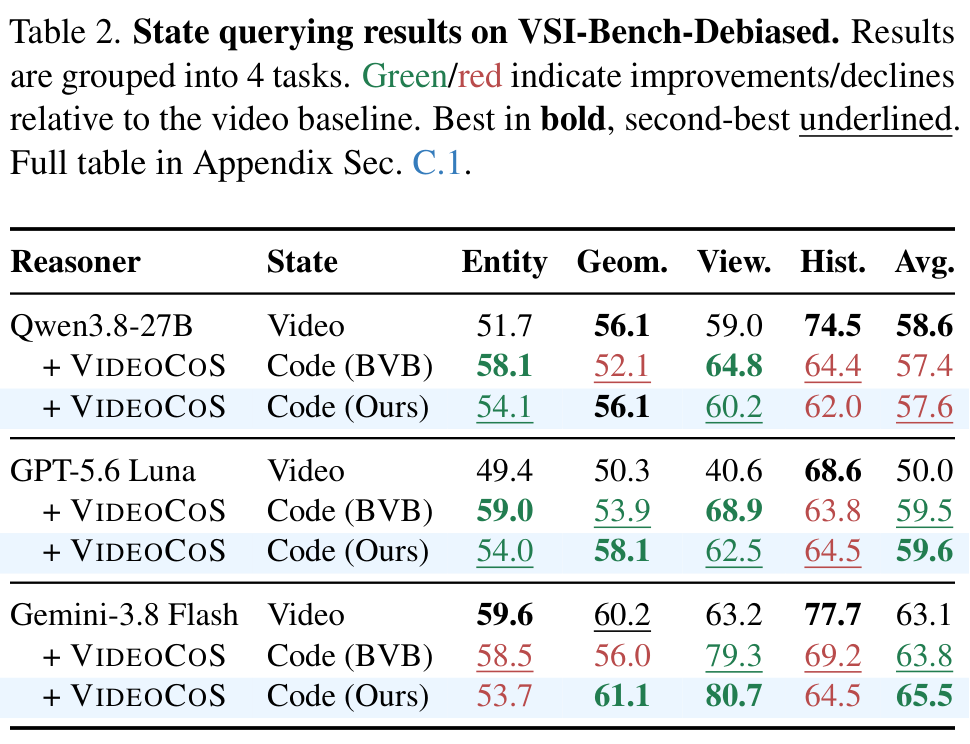 Table 2. State querying results on VSI-Bench-Debiased. Results
are grouped into 4 tasks. Green/red indicate improvements/declines
relative to the video baseline. Best in bold, second-best underlined.
Full table in Appendix Sec. C.1.
Reasoner State Entity Geom. View. Hist. Avg.
Qwen3.8-27B Video 51.7 56.1 59.0 74.5 58.6
+ VIDEOCOS Code (BVB) 58.1 52.1 64.8 64.4 57.4
+ VIDEOCOS Code (Ours) 54.1 56.1 60.2 62.0 57.6
GPT-5.6 Luna Video 49.4 50.3 40.6 68.6 50.0
+ VIDEOCOS Code (BVB) 59.0 53.9 68.9 63.8 59.5
+ VIDEOCOS Code (Ours) 54.0 58.1 62.5 64.5 59.6
Gemini-3.8 Flash Video 59.6 60.2 63.2 77.7 63.1
+ VIDEOCOS Code (BVB) 58.5 56.0 79.3 69.2 63.8
+ VIDEOCOS Code (Ours) 53.7 61.1 80.7 64.5 65.5